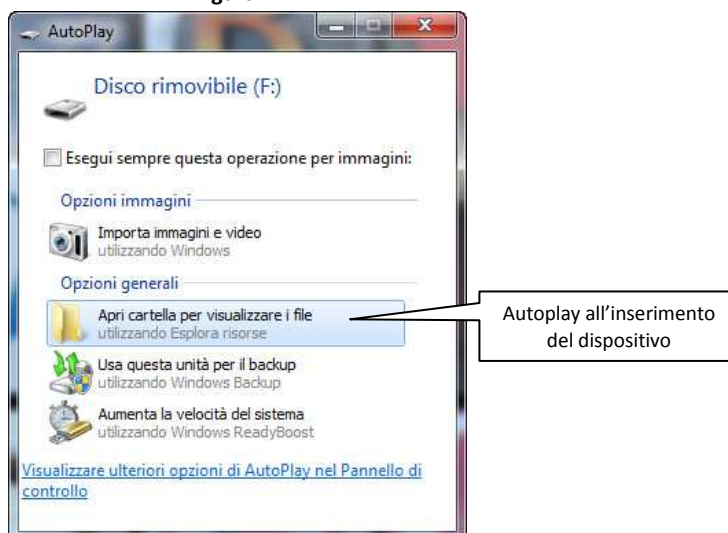 AutoPlay
Disco rimovibile (F:)
Esegui sempre questa operazione per immagini:
Opzioni immagini
Importa immagini e video
utilizzando Windows
Opzioni generali
Apri cartella per visualizzare i file
utilizzando Esplora risorse
Autoplay all’inserimento
del dispositivo
Usa questa unità per il backup
utilizzando Windows Backup
Aumenta la velocità del sistema
utilizzando Windows ReadyBoost
Visualizzare ulteriori opzioni di AutoPlay nel Pannello di
controllo